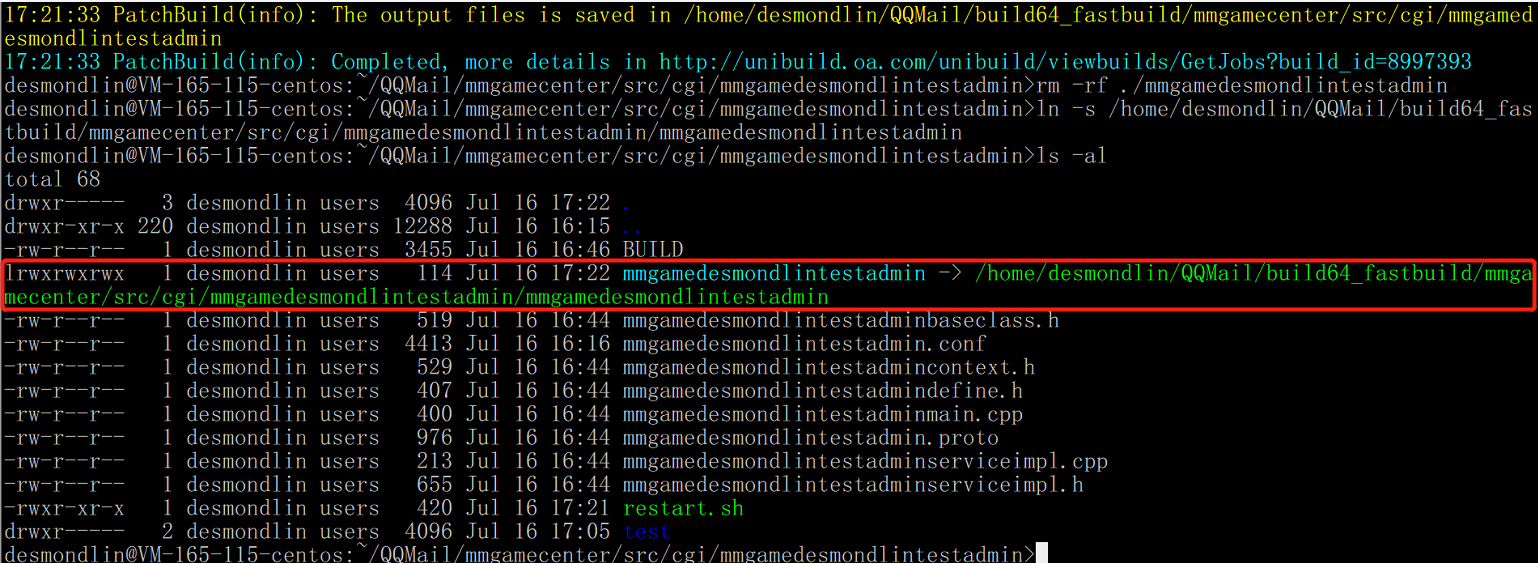 17:21:33 PatchBuild(info): The output files is saved in /home/desmondlin/QQMail/build64_fastbuild/mmgamecenter/src/cgi/mmgamed
esmondlintestadmin
17:21:33 PatchBuild(info): Completed, more details in http://unibuild.oa.com/unibuild/viewbuilds/GetJobs?build_id=8997393
desmondlin@VM-165-115-centos:~/QQMail/mmgamecenter/src/cgi/mmgamedesmondlintestadmin>rm -rf ./mmgamedesmondlintestadmin
desmondlin@VM-165-115-centos:~/QQMail/mmgamecenter/src/cgi/mmgamedesmondlintestadmin>ln -s /home/desmondlin/QQMail/build64_fas
tbuild/mmgamecenter/src/cgi/mmgamedesmondlintestadmin/mmgamedesmondlintestadmin
desmondlin@VM-165-115-centos:~/QQMail/mmgamecenter/src/cgi/mmgamedesmondlintestadmin>ls -al
total 68
drwxr-----   3 desmondlin users  4096 Jul 16 17:22 .
drwxr-xr-x 220 desmondlin users 12288 Jul 16 16:15 ..
-rw-r--r--   1 desmondlin users  3455 Jul 16 16:46 BUILD
lrwxrwxrwx   1 desmondlin users   114 Jul 16 17:22 mmgamedesmondlintestadmin -> /home/desmondlin/QQMail/build64_fastbuild/mmga
mecenter/src/cgi/mmgamedesmondlintestadmin/mmgamedesmondlintestadmin
-rw-r--r--   1 desmondlin users   519 Jul 16 16:44 mmgamedesmondlintestadminbaseclass.h
-rw-r--r--   1 desmondlin users  4413 Jul 16 16:16 mmgamedesmondlintestadmin.conf
-rw-r--r--   1 desmondlin users   529 Jul 16 16:44 mmgamedesmondlintestadmincontext.h
-rw-r--r--   1 desmondlin users   407 Jul 16 16:44 mmgamedesmondlintestadmindefine.h
-rw-r--r--   1 desmondlin users   400 Jul 16 16:44 mmgamedesmondlintestadminmain.cpp
-rw-r--r--   1 desmondlin users   976 Jul 16 16:44 mmgamedesmondlintestadmin.proto
-rw-r--r--   1 desmondlin users   213 Jul 16 16:44 mmgamedesmondlintestadminserviceimpl.cpp
-rw-r--r--   1 desmondlin users   655 Jul 16 16:44 mmgamedesmondlintestadminserviceimpl.h
-rwxr-xr-x   1 desmondlin users   420 Jul 16 17:21 restart.sh
drwxr-----   2 desmondlin users  4096 Jul 16 17:05 test
desmondlin@VM-165-115-centos:~/QQMail/mmgamecenter/src/cgi/mmgamedesmondlintestadmin>